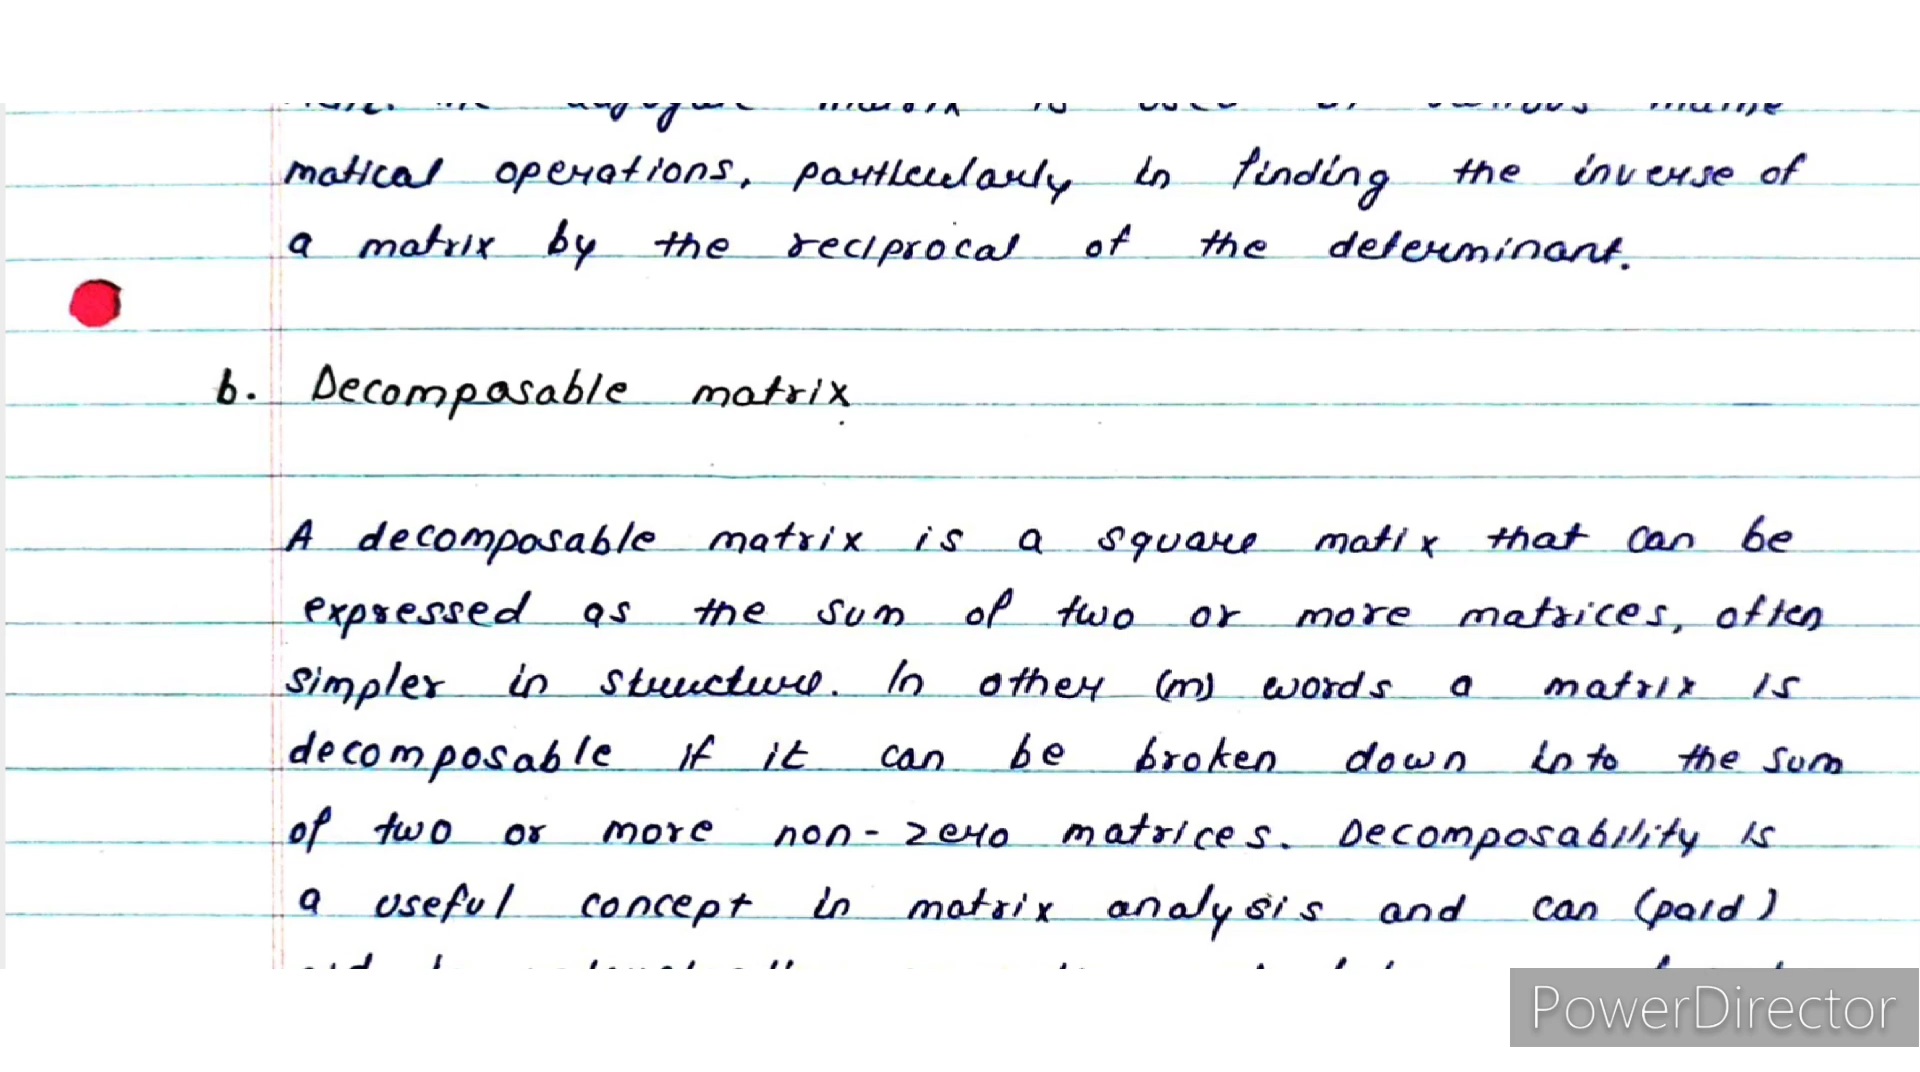 matical operations, particularly in finding the inverse of
a matrix by the reciprocal of the determinant.
b. Decomposable matrix
A decomposable matrix is a square matix that can be
expressed as the sum of two or more matrices, often
simpler in structure. In other (m) words a matrix is
decomposable if it can be broken down into the sum
of two or more non-zero matrices. Decomposability is
a useful concept in matrix analysis and can (paid)
PowerDirector